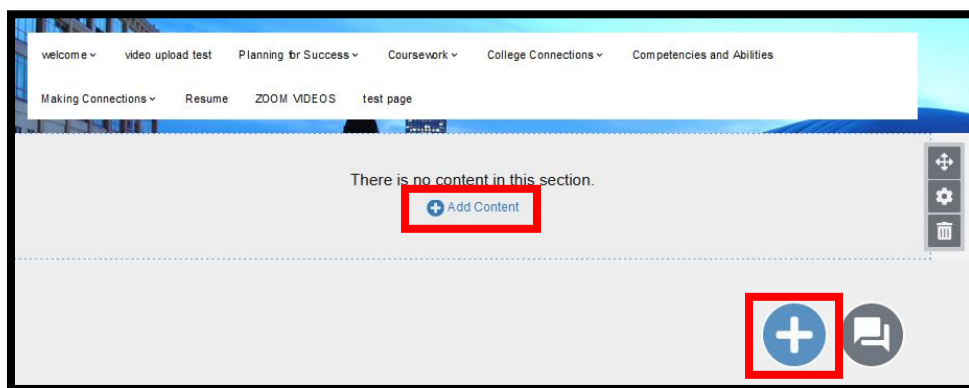 welcome video upload test Planning for Success Coursework College Connections Competencies and Abilities
Making Connections Resume ZOOM VIDEOS test page
There is no content in this section.
Add Content